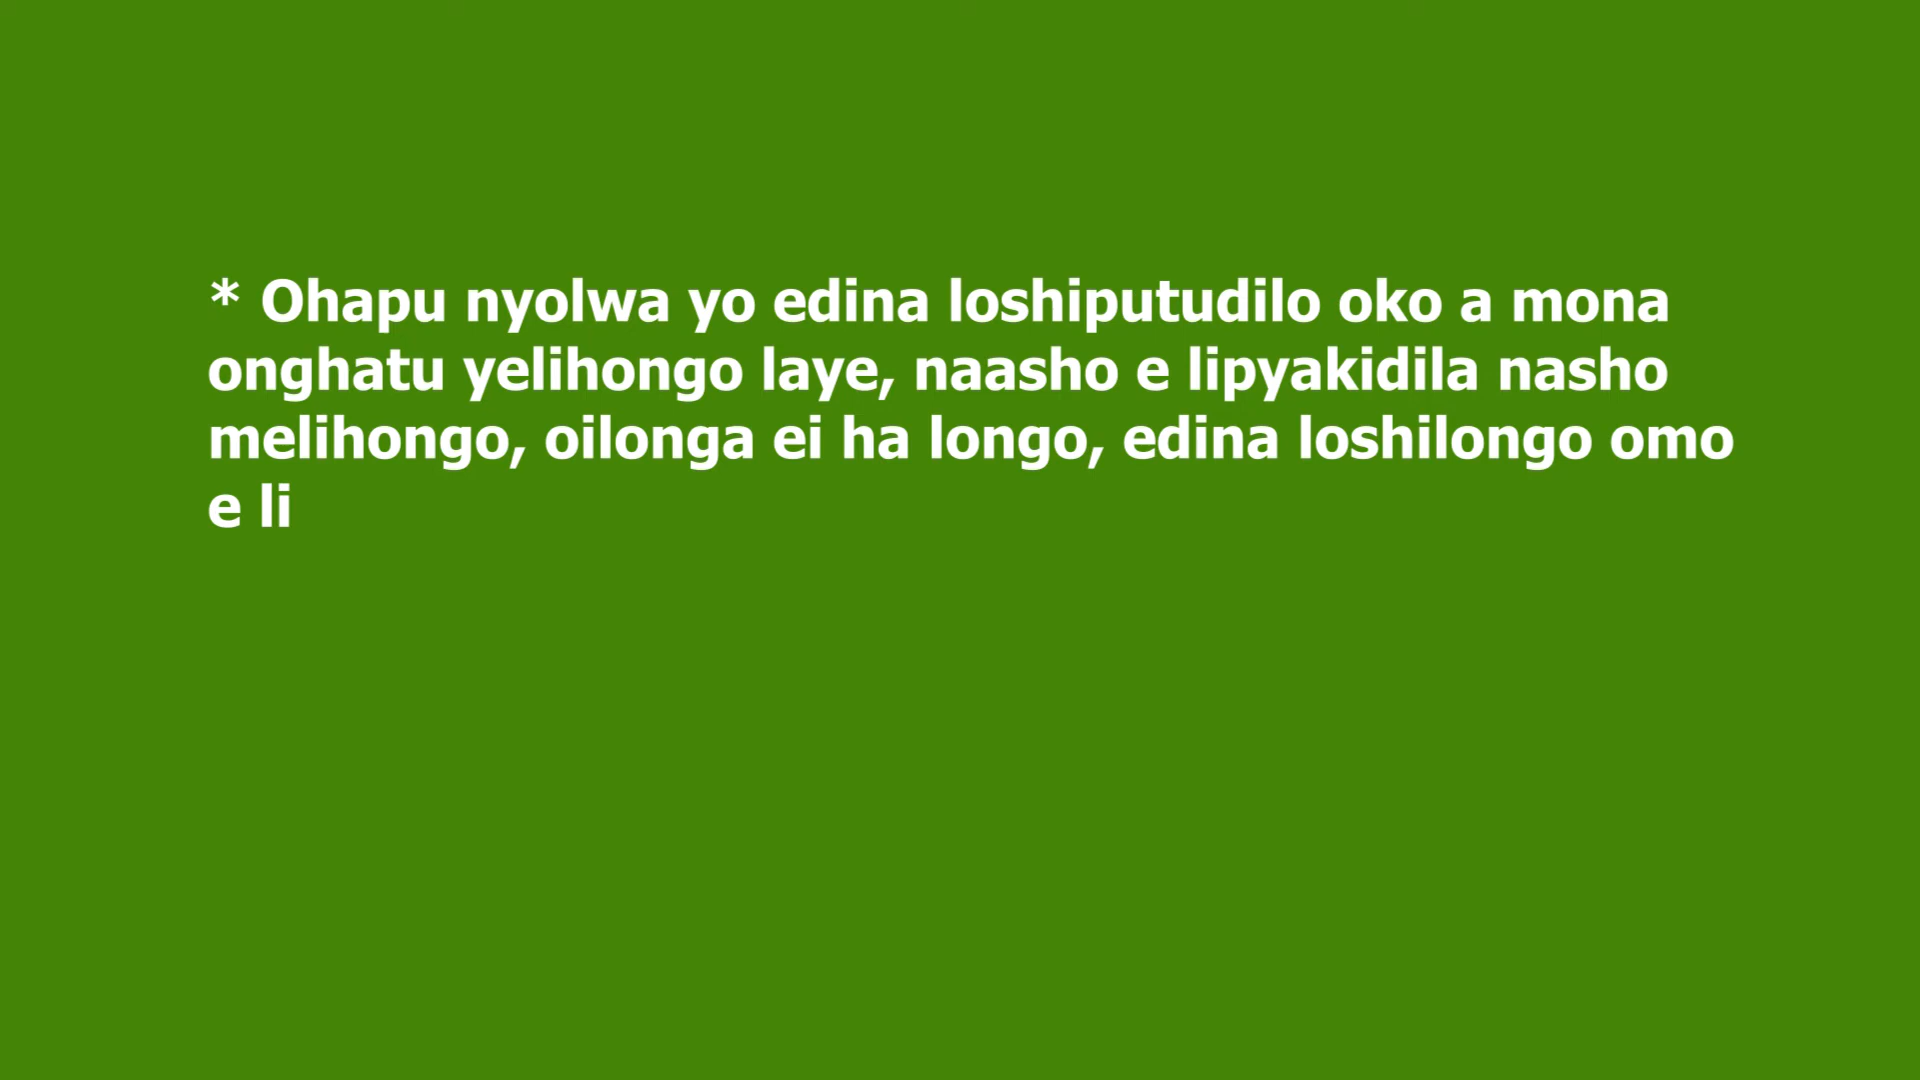 * Ohapu nyolwa yo edina loshiputudilo oko a mona
onghatu yelihongo laye, naasho e lipyakidila nasho
melihongo, oilonga ei ha longo, edina loshilongo omo
e li